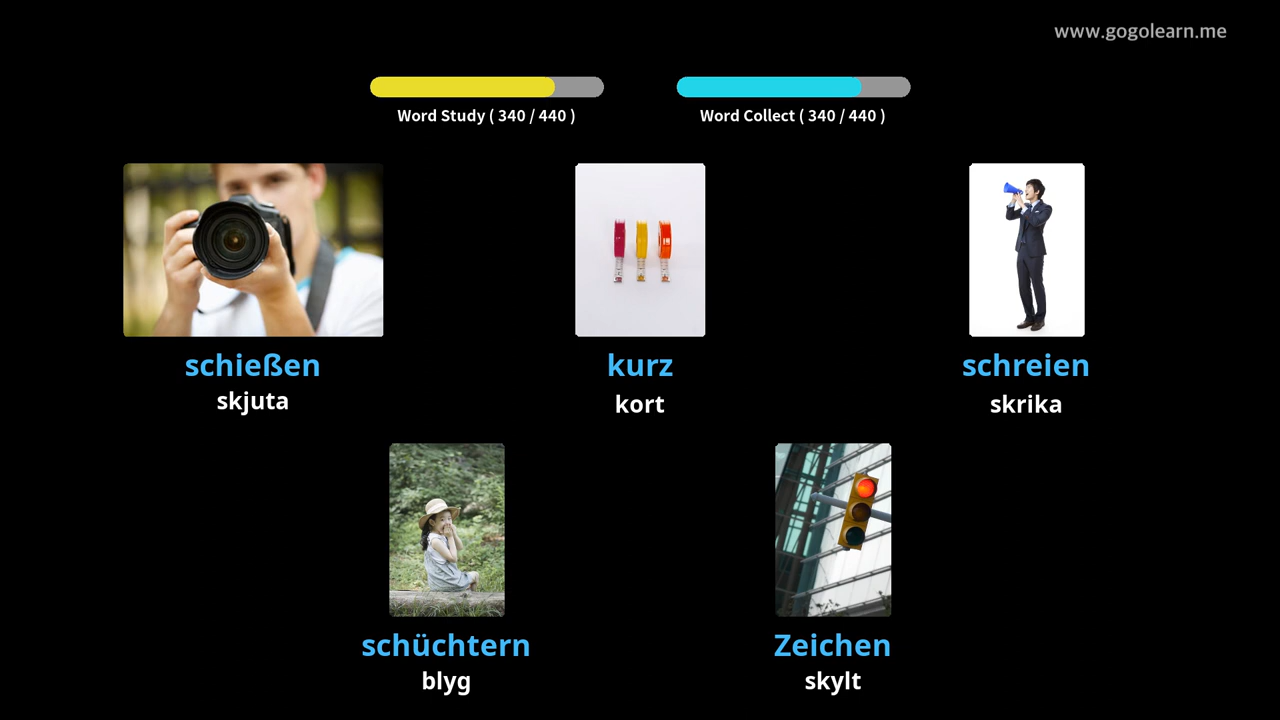 www.gogolearn.me
Word Study ( 340 / 440 )
Word Collect ( 340 / 440 )
schießen
skjuta
kurz
kort
schreien
skrika
schüchtern
blyg
Zeichen
skylt